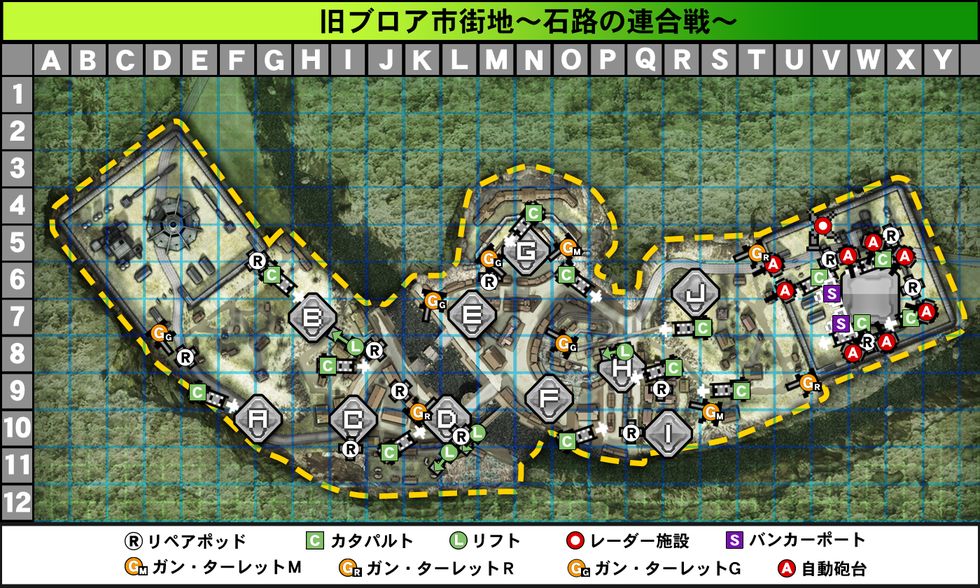 旧ブロア市街地～石路の連合戦～
A B C D E F G H I J K L M N O P Q R S T U V W X Y
1
2
3
4
C
5
G C R A
R G G M G R A A A
6
R C R C R A C C
A S R
7
G B E J C S C C A
G R
8
R L R G L A A
C H C
9
C R F R C G R
10
A C G R D R L R I G M
R C L C
11
12
R リペアポッド C カタパルト L リフト レーダー施設 S バンカーポート
G M ガン・ターレットM G R ガン・ターレットR G G ガン・ターレットG A 自動砲台